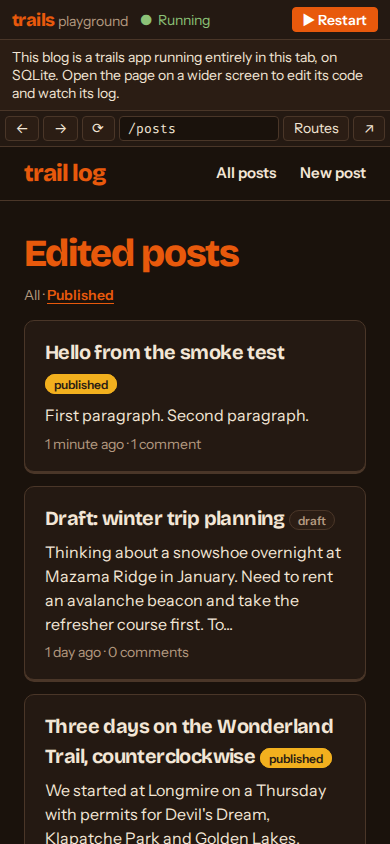 trails playground Running Restart
This blog is a trails app running entirely in this tab, on
SQLite. Open the page on a wider screen to edit its code
and watch its log.
← → ⟳ /posts Routes ↗
trail log All posts New post
Edited posts
All · Published
Hello from the smoke test
published
First paragraph. Second paragraph.
1 minute ago · 1 comment
Draft: winter trip planning draft
Thinking about a snowshoe overnight at
Mazama Ridge in January. Need to rent
an avalanche beacon and take the
refresher course first. To…
1 day ago · 0 comments
Three days on the Wonderland
Trail, counterclockwise published
We started at Longmire on a Thursday
with permits for Devil's Dream,
Klapatche Park and Golden Lakes.